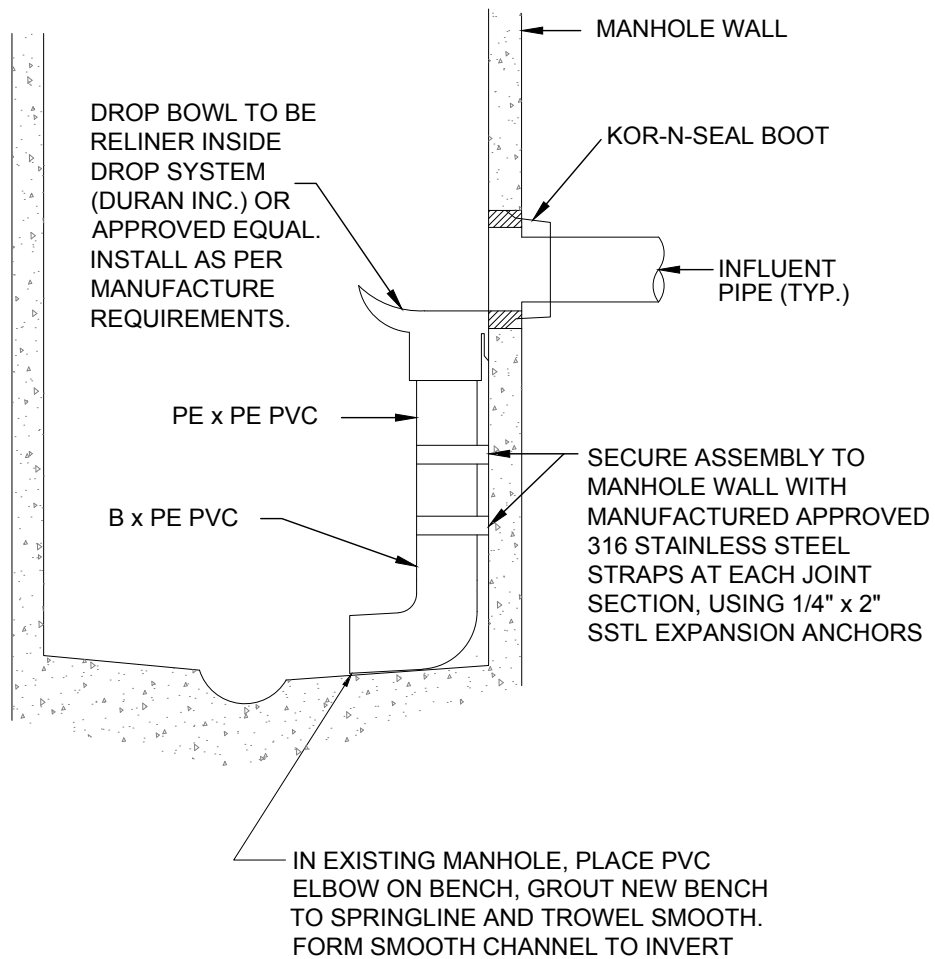 MANHOLE WALL
DROP BOWL TO BE
RELINER INSIDE
DROP SYSTEM
(DURAN INC.) OR
APPROVED EQUAL.
INSTALL AS PER
MANUFACTURE
REQUIREMENTS.
KOR-N-SEAL BOOT
INFLUENT
PIPE (TYP.)
PE x PE PVC
B x PE PVC
SECURE ASSEMBLY TO
MANHOLE WALL WITH
MANUFACTURED APPROVED
316 STAINLESS STEEL
STRAPS AT EACH JOINT
SECTION, USING 1/4" x 2"
SSTL EXPANSION ANCHORS
IN EXISTING MANHOLE, PLACE PVC
ELBOW ON BENCH, GROUT NEW BENCH
TO SPRINGLINE AND TROWEL SMOOTH.
FORM SMOOTH CHANNEL TO INVERT